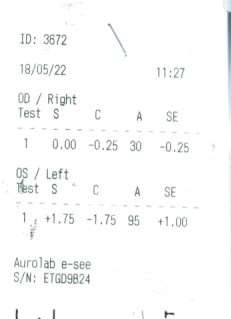 ID: 3672
18/05/22 11:27
OD / Right
Test S C A SE
1 0.00 -0.25 30 -0.25
OS / Left
Test S C A SE
1 +1.75 -1.75 95 +1.00
Aurolab e-see
S/N: ETGD9B24